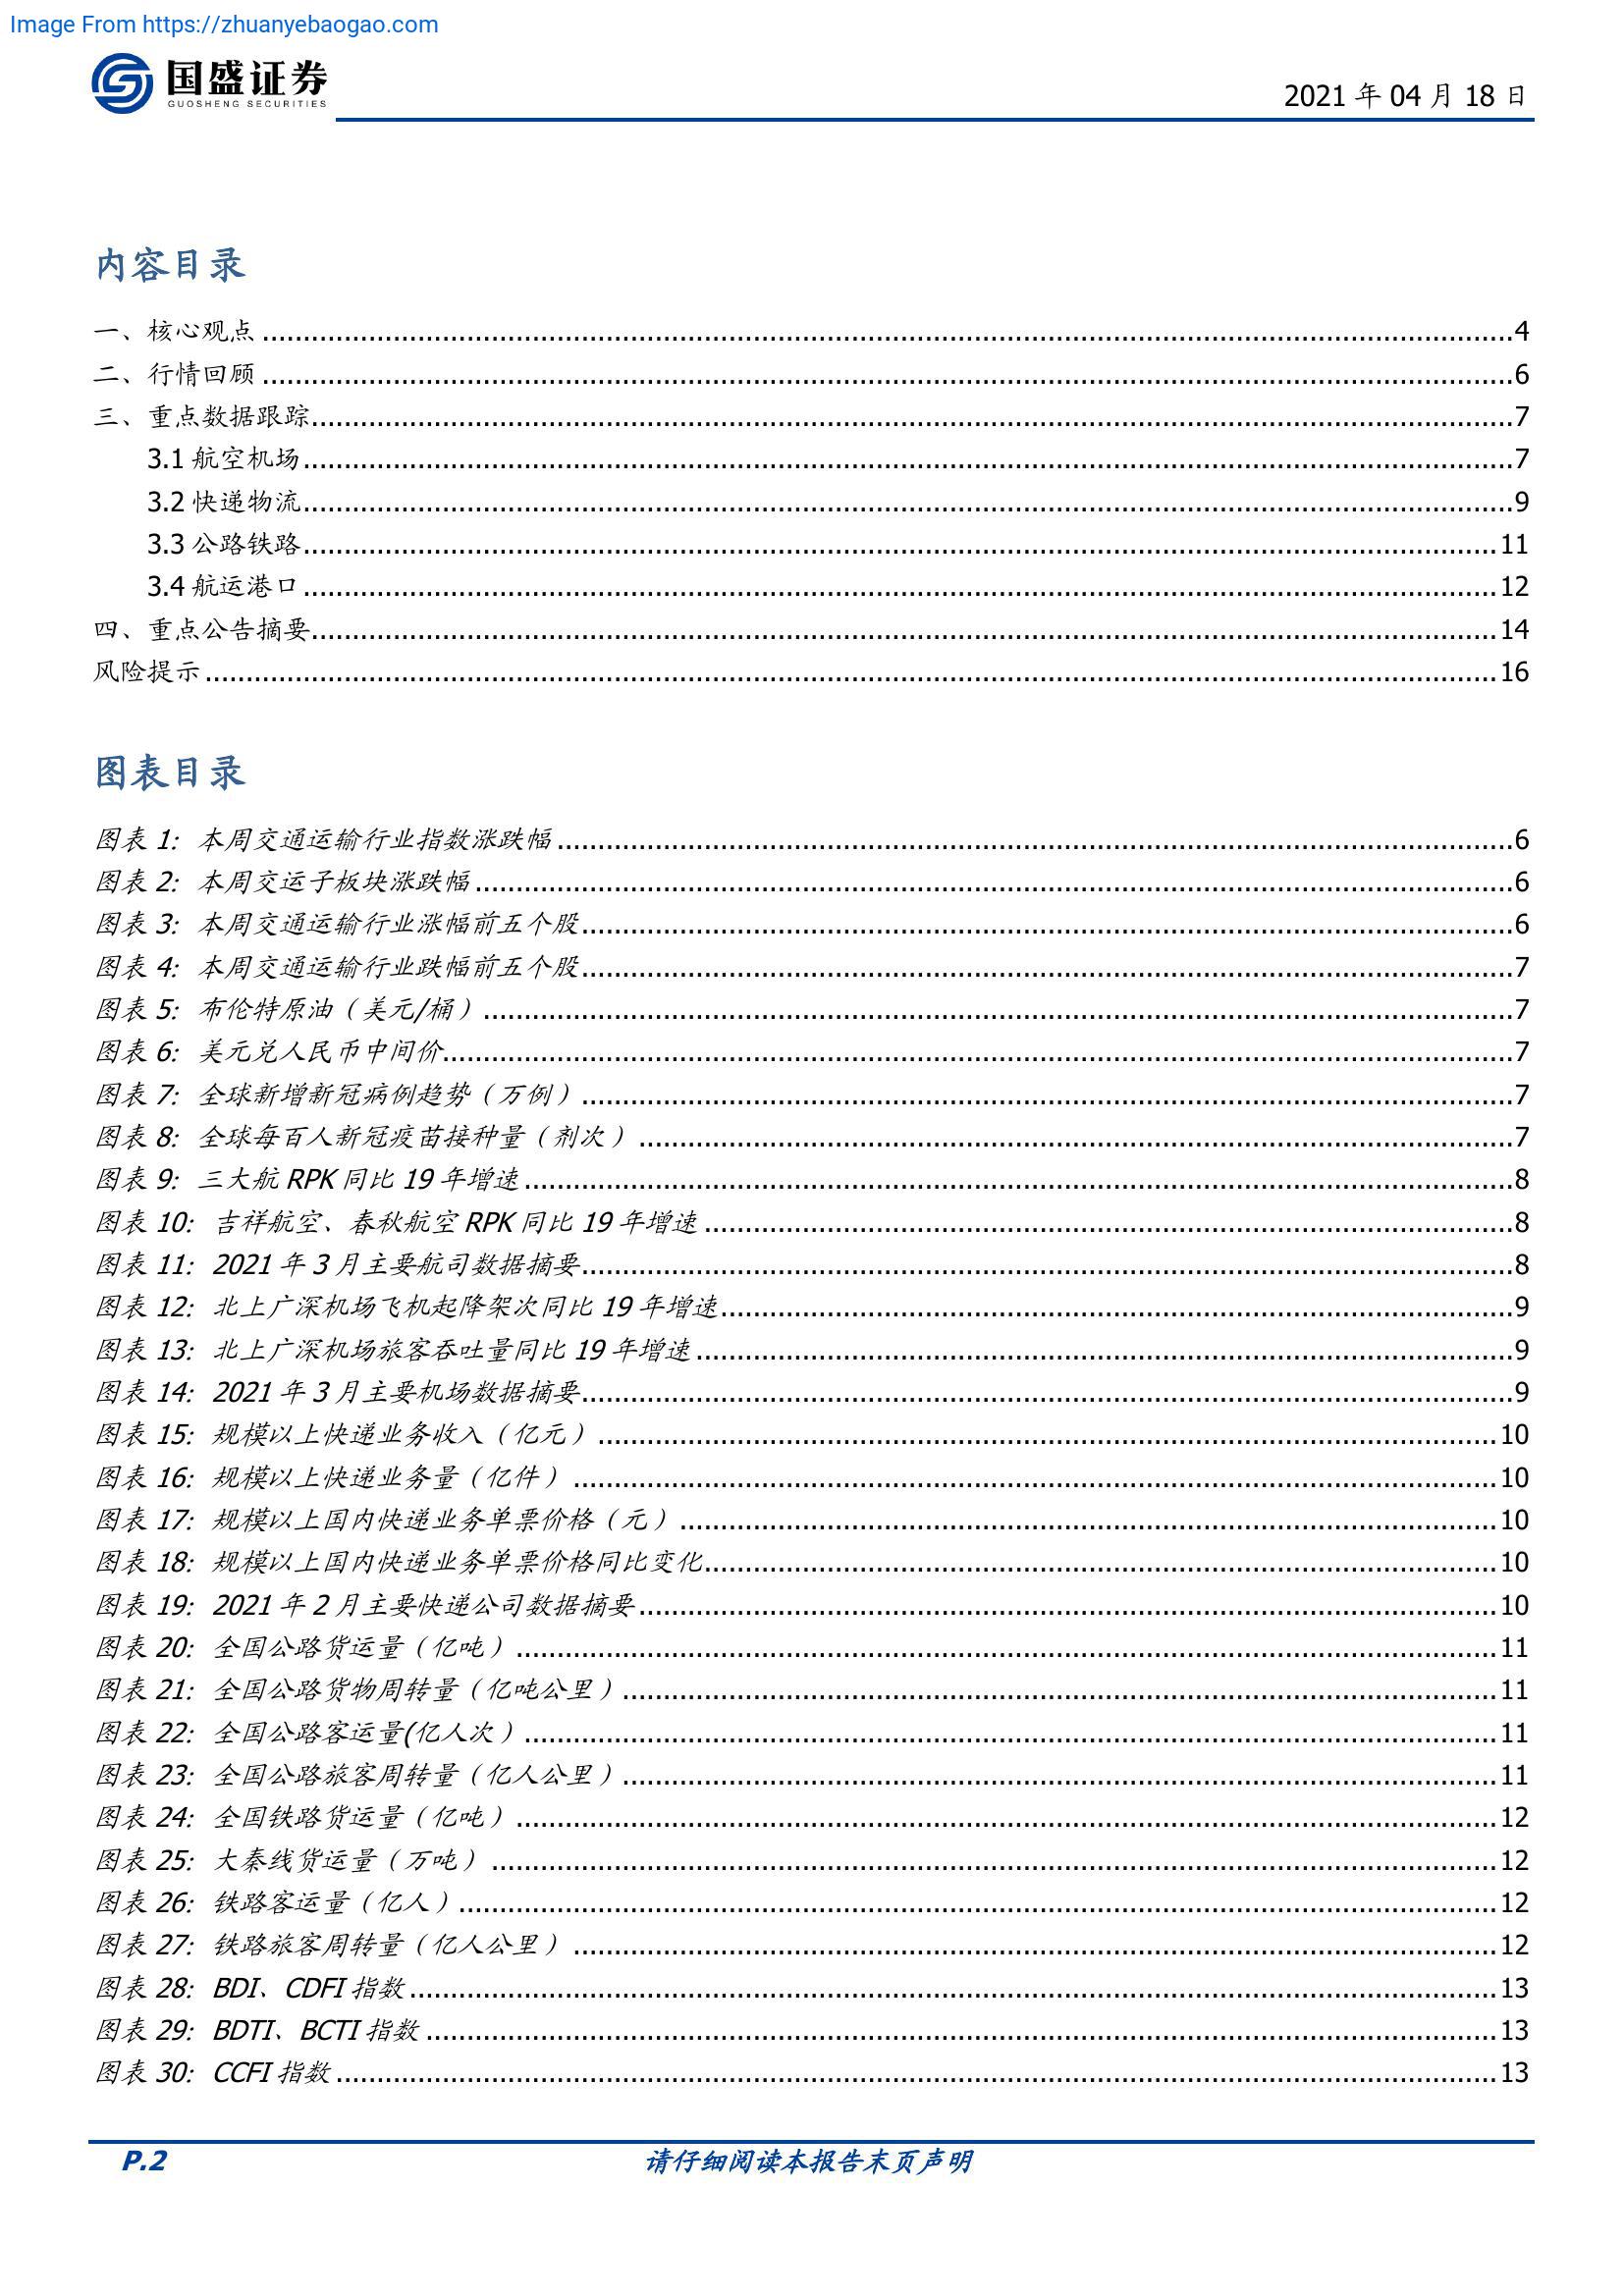 Image From https://zhuanyebaogao.com
国盛证券
GUOSHENG SECURITIES
2021 年 04 月 18 日
内容目录
一、核心观点 ........ 4
二、行情回顾 ........ 6
三、重点数据跟踪 ........ 7
3.1 航空机场 ........ 7
3.2 快递物流 ........ 9
3.3 公路铁路 ........ 11
3.4 航运港口 ........ 12
四、重点公告摘要 ........ 14
风险提示 ........ 16
图表目录
图表 1: 本周交通运输行业指数涨跌幅 ........ 6
图表 2: 本周交运子板块涨跌幅 ........ 6
图表 3: 本周交通运输行业涨幅前五个股 ........ 6
图表 4: 本周交通运输行业跌幅前五个股 ........ 7
图表 5: 布伦特原油（美元/桶） ........ 7
图表 6: 美元兑人民币中间价 ........ 7
图表 7: 全球新增新冠病例趋势（万例） ........ 7
图表 8: 全球每百人新冠疫苗接种量（剂次） ........ 7
图表 9: 三大航 RPK 同比 19 年增速 ........ 8
图表 10: 吉祥航空、春秋航空 RPK 同比 19 年增速 ........ 8
图表 11: 2021 年 3 月主要航司数据摘要 ........ 8
图表 12: 北上广深机场飞机起降架次同比 19 年增速 ........ 9
图表 13: 北上广深机场旅客吞吐量同比 19 年增速 ........ 9
图表 14: 2021 年 3 月主要机场数据摘要 ........ 9
图表 15: 规模以上快递业务收入（亿元） ........ 10
图表 16: 规模以上快递业务量（亿件） ........ 10
图表 17: 规模以上国内快递业务单票价格（元） ........ 10
图表 18: 规模以上国内快递业务单票价格同比变化 ........ 10
图表 19: 2021 年 2 月主要快递公司数据摘要 ........ 10
图表 20: 全国公路货运量（亿吨） ........ 11
图表 21: 全国公路货物周转量（亿吨公里） ........ 11
图表 22: 全国公路客运量(亿人次） ........ 11
图表 23: 全国公路旅客周转量（亿人公里） ........ 11
图表 24: 全国铁路货运量（亿吨） ........ 12
图表 25: 大秦线货运量（万吨） ........ 12
图表 26: 铁路客运量（亿人） ........ 12
图表 27: 铁路旅客周转量（亿人公里） ........ 12
图表 28: BDI、CDFI 指数 ........ 13
图表 29: BDTI、BCTI 指数 ........ 13
图表 30: CCFI 指数 ........ 13
P.2 请仔细阅读本报告末页声明